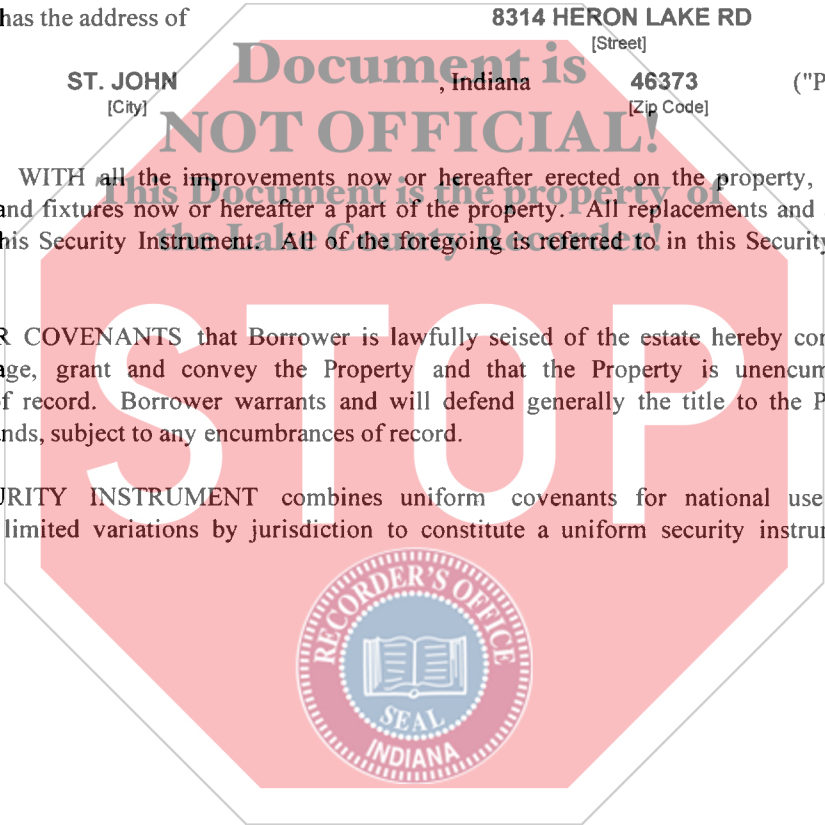 has the address of 8314 HERON LAKE RD
[Street]
Document is
ST. JOHN , Indiana 46373 ("P
[City] [Zip Code]
NOT OFFICIAL!
WITH all the improvements now or hereafter erected on the property,
This Document is the property of
and fixtures now or hereafter a part of the property. All replacements and
the Lake County Recorder!
his Security Instrument. All of the foregoing is referred to in this Security
STOP
R COVENANTS that Borrower is lawfully seised of the estate hereby con
age, grant and convey the Property and that the Property is unencum
of record. Borrower warrants and will defend generally the title to the P
nds, subject to any encumbrances of record.
URITY INSTRUMENT combines uniform covenants for national use
limited variations by jurisdiction to constitute a uniform security instru
RECORDER'S OFFICE
SEAL
INDIANA